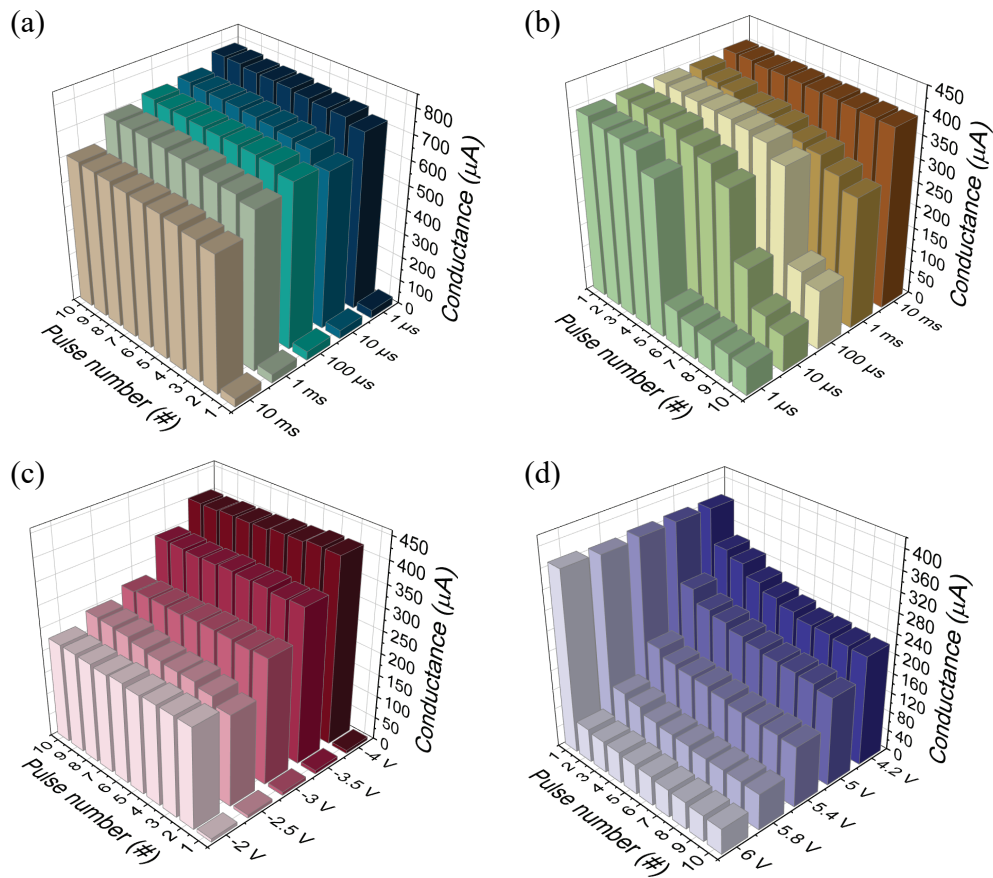 (a)
800
700
600
500
400
300
200
100
0
Conductance (μA)
10
9
8
7
6
5
4
3
2
1
Pulse number (#)
1 μs
10 μs
100 μs
1 ms
10 ms
(b)
450
400
350
300
250
200
150
100
50
0
Conductance (μA)
1
2
3
4
5
6
7
8
9
10
Pulse number (#)
10 ms
1 ms
100 μs
10 μs
1 μs
(c)
450
400
350
300
250
200
150
100
50
0
Conductance (μA)
10
9
8
7
6
5
4
3
2
1
Pulse number (#)
-4 V
-3.5 V
-3 V
-2.5 V
-2 V
(d)
400
360
320
280
240
200
160
120
80
40
0
Conductance (μA)
1
2
3
4
5
6
7
8
9
10
Pulse number (#)
4.2 V
5 V
5.4 V
5.8 V
6 V